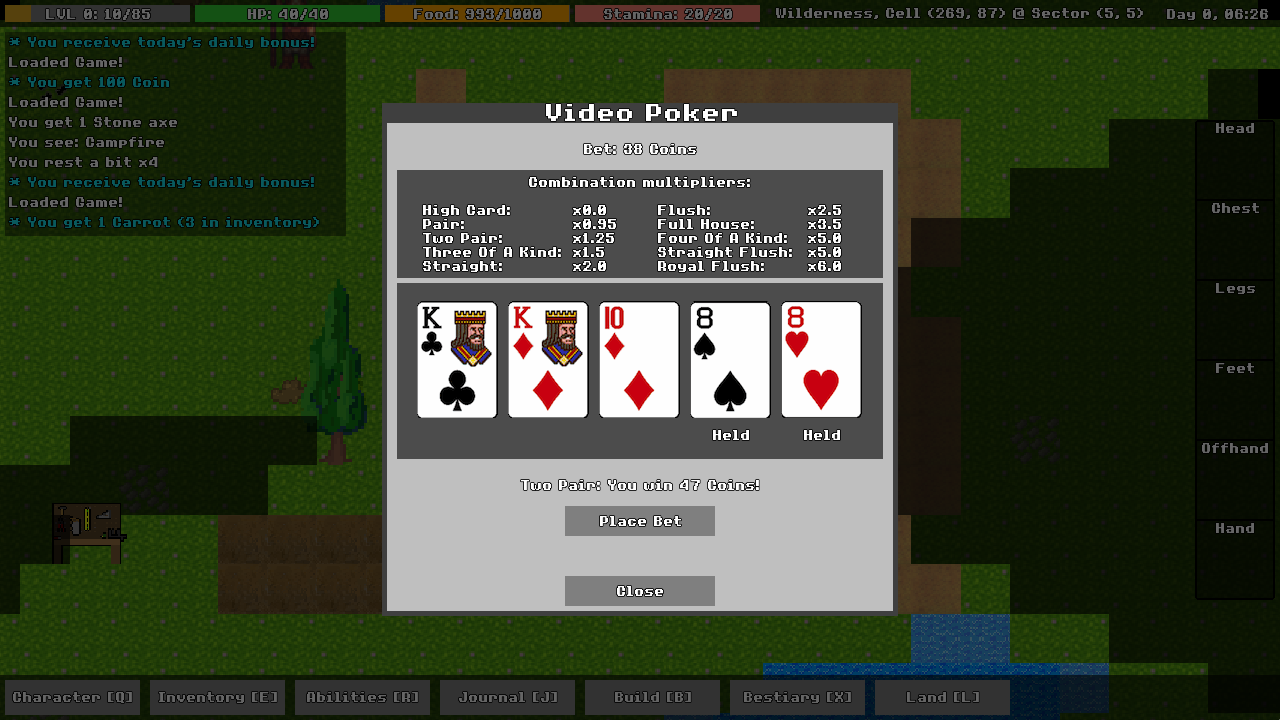 LVL 0: 10/85
HP: 40/40
Food: 993/1000
Stamina: 20/20
Wilderness, Cell (269, 87) @ Sector (5, 5)
Day 0, 06:26
* You receive today's daily bonus!
Loaded Game!
* You get 100 Coin
Loaded Game!
You get 1 Stone axe
You see: Campfire
You rest a bit x4
* You receive today's daily bonus!
Loaded Game!
* You get 1 Carrot (3 in inventory)
Video Poker
Bet: 38 Coins
Combination multipliers:
High Card: x0.0
Pair: x0.95
Two Pair: x1.25
Three Of A Kind: x1.5
Straight: x2.0
Flush: x2.5
Full House: x3.5
Four Of A Kind: x5.0
Straight Flush: x5.0
Royal Flush: x6.0
K
K
10
8
8
Held
Held
Two Pair: You win 47 Coins!
Place Bet
Close
Head
Chest
Legs
Feet
Offhand
Hand
Character [Q]
Inventory [E]
Abilities [R]
Journal [J]
Build [B]
Bestiary [X]
Land [L]